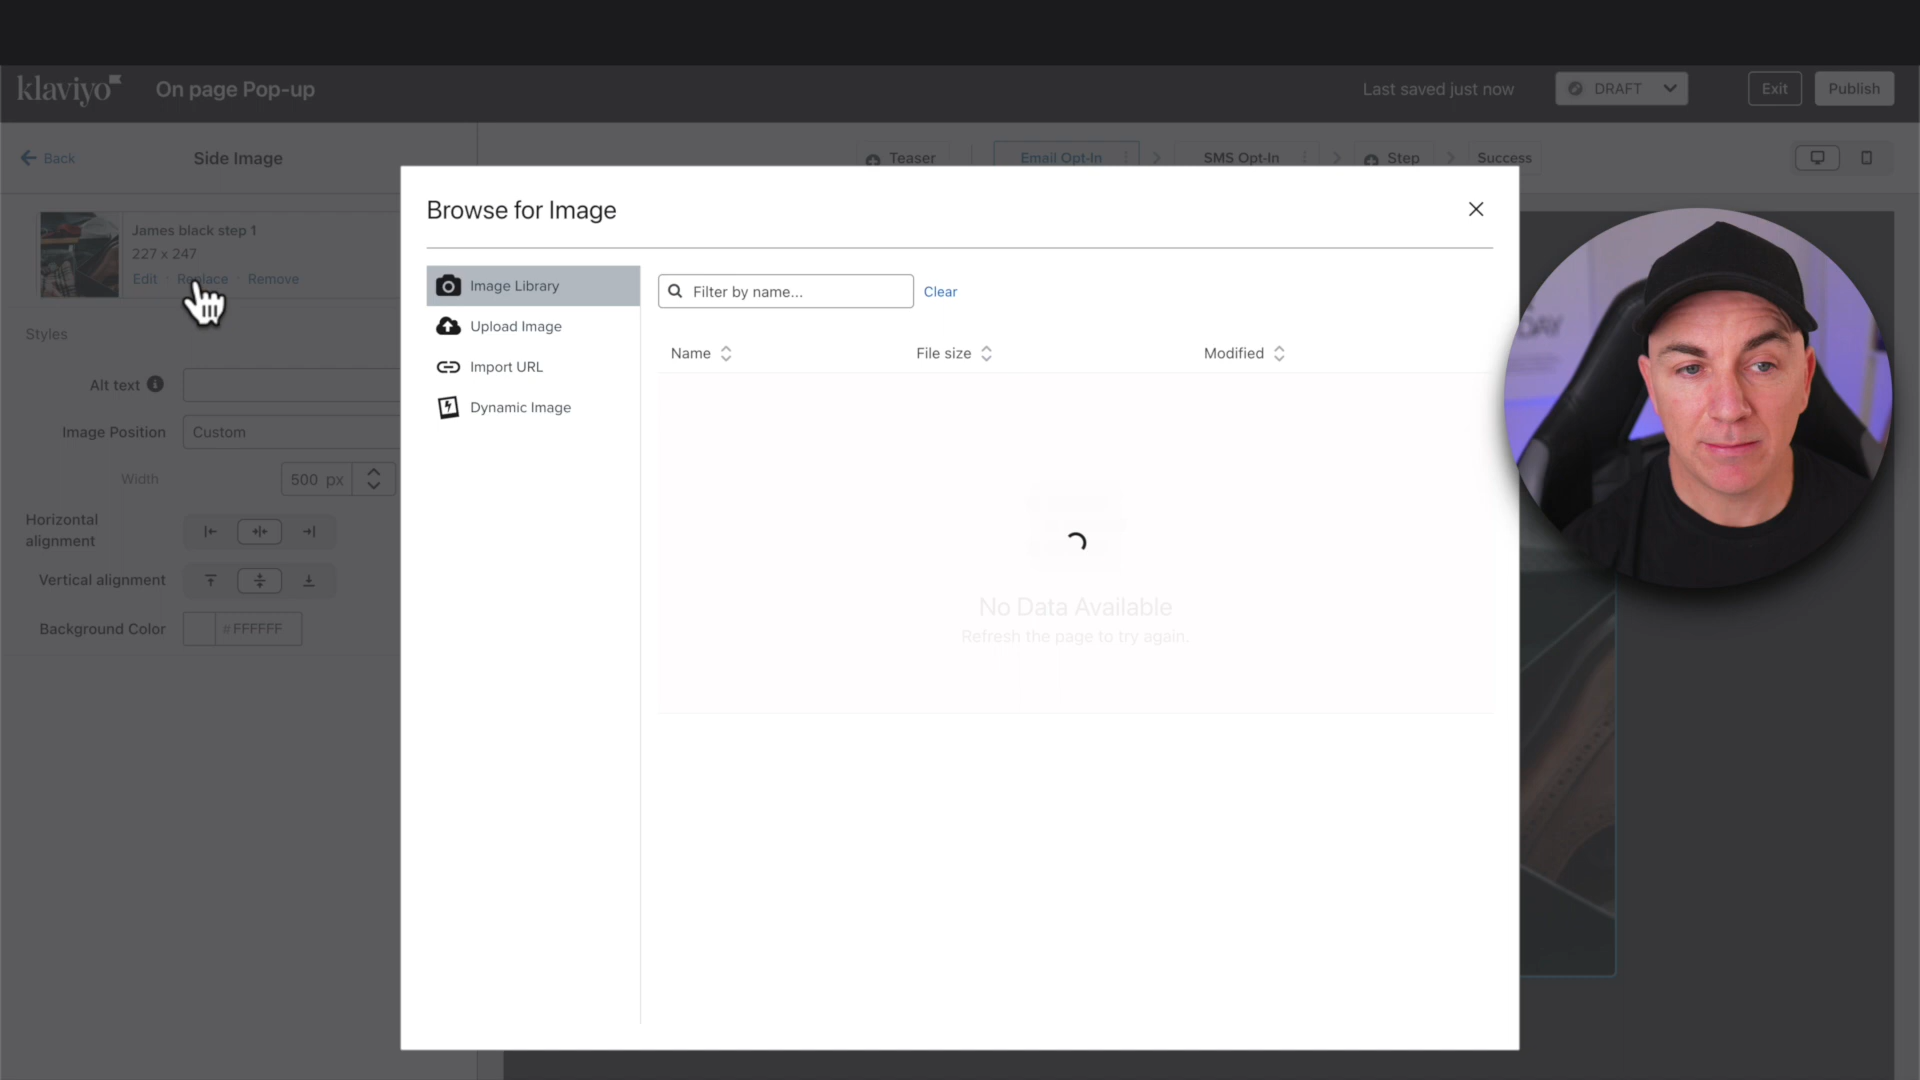 klaviyo
On page Pop-up
Last saved just now
DRAFT
Exit
Publish
Back
Side Image
Teaser
Email Opt-In
SMS Opt-In
Step
Success
James black step 1
227 x 247
Edit · Replace · Remove
Styles
Alt text
Image Position
Custom
Width
500 px
Horizontal
alignment
Vertical alignment
Background Color
#FFFFFF
Browse for Image
Image Library
Upload Image
Import URL
Dynamic Image
Filter by name...
Clear
Name
File size
Modified
No Data Available
Refresh the page to try again.